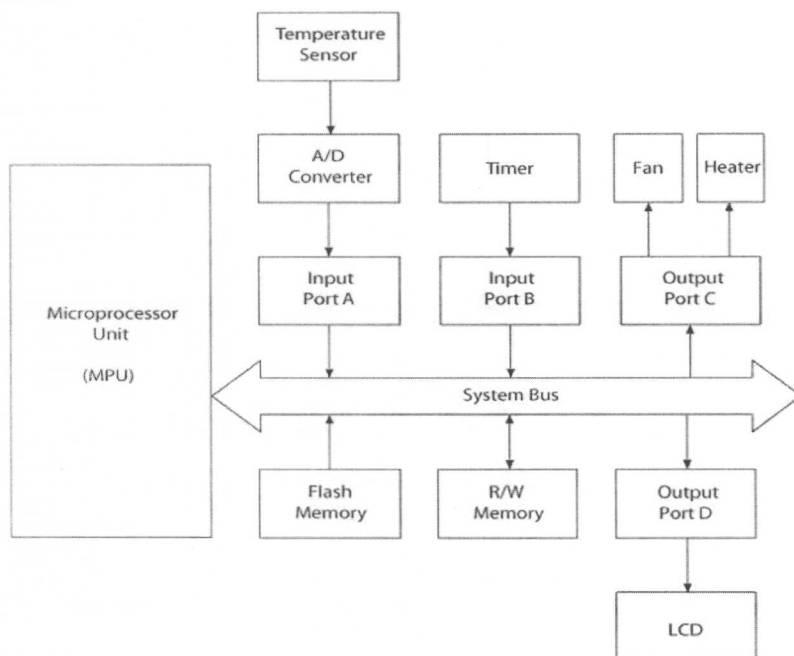 Temperature
Sensor
A/D
Converter
Timer
Fan
Heater
Input
Port A
Input
Port B
Output
Port C
Microprocessor
Unit
(MPU)
System Bus
Flash
Memory
R/W
Memory
Output
Port D
LCD